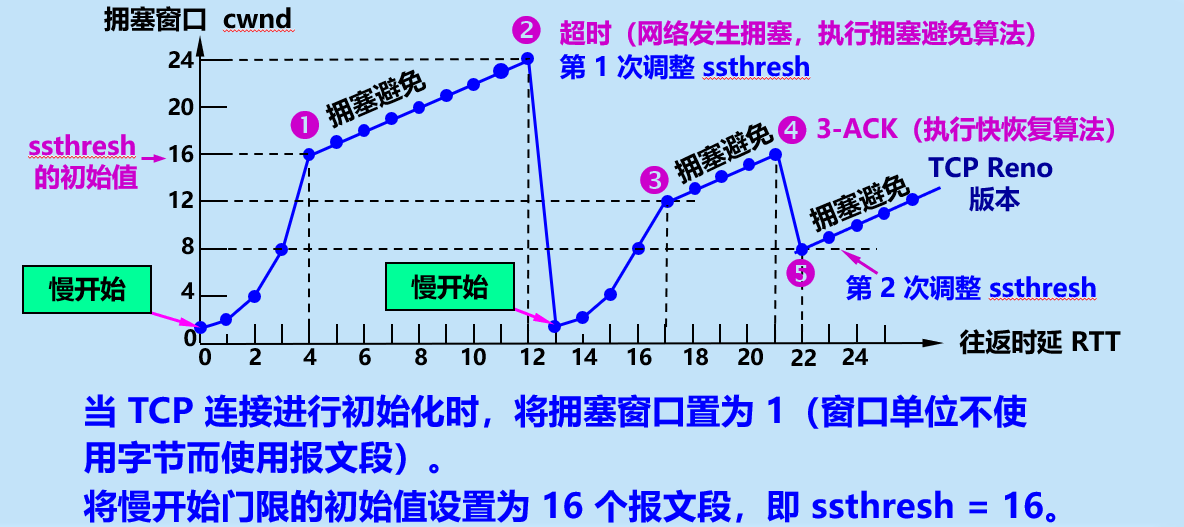 拥塞窗口 cwnd
❷ 超时（网络发生拥塞，执行拥塞避免算法）
第 1 次调整 ssthresh
24
20
16
12
8
4
0
ssthresh
的初始值
❶
拥塞避免
❸
拥塞避免
❹ 3-ACK（执行快恢复算法）
TCP Reno
版本
拥塞避免
❺
第 2 次调整 ssthresh
慢开始
慢开始
0 2 4 6 8 10 12 14 16 18 20 22 24
往返时延 RTT
当 TCP 连接进行初始化时，将拥塞窗口置为 1（窗口单位不使
用字节而使用报文段）。
将慢开始门限的初始值设置为 16 个报文段，即 ssthresh = 16。